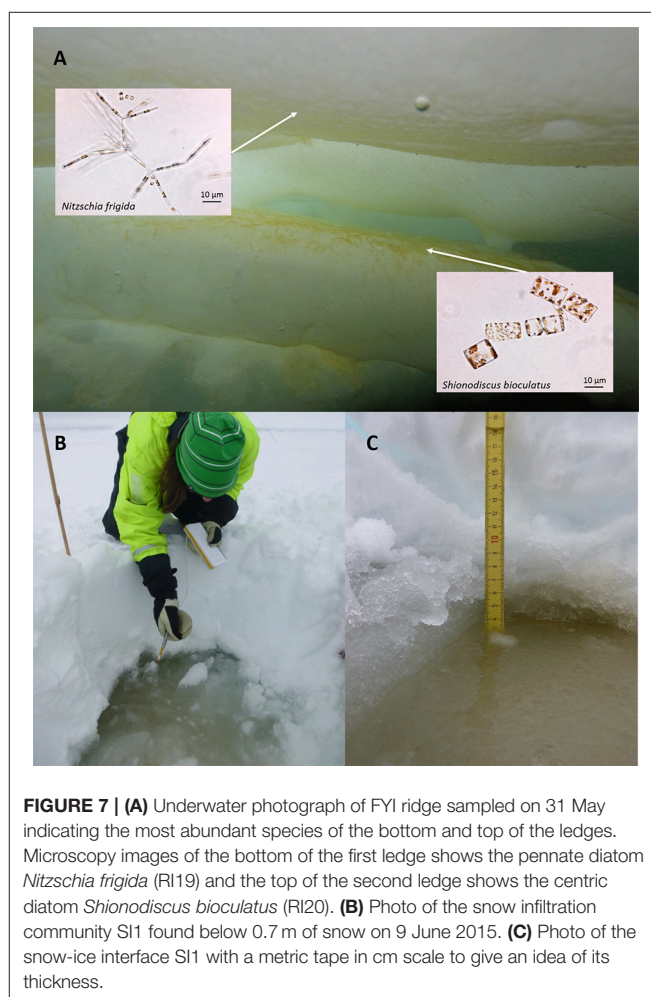 A
Nitzschia frigida
10 µm
Shionodiscus bioculatus
10 µm
B
C
10
FIGURE 7 | (A) Underwater photograph of FYI ridge sampled on 31 May
indicating the most abundant species of the bottom and top of the ledges.
Microscopy images of the bottom of the first ledge shows the pennate diatom
Nitzschia frigida (RI19) and the top of the second ledge shows the centric
diatom Shionodiscus bioculatus (RI20). (B) Photo of the snow infiltration
community SI1 found below 0.7 m of snow on 9 June 2015. (C) Photo of the
snow-ice interface SI1 with a metric tape in cm scale to give an idea of its
thickness.